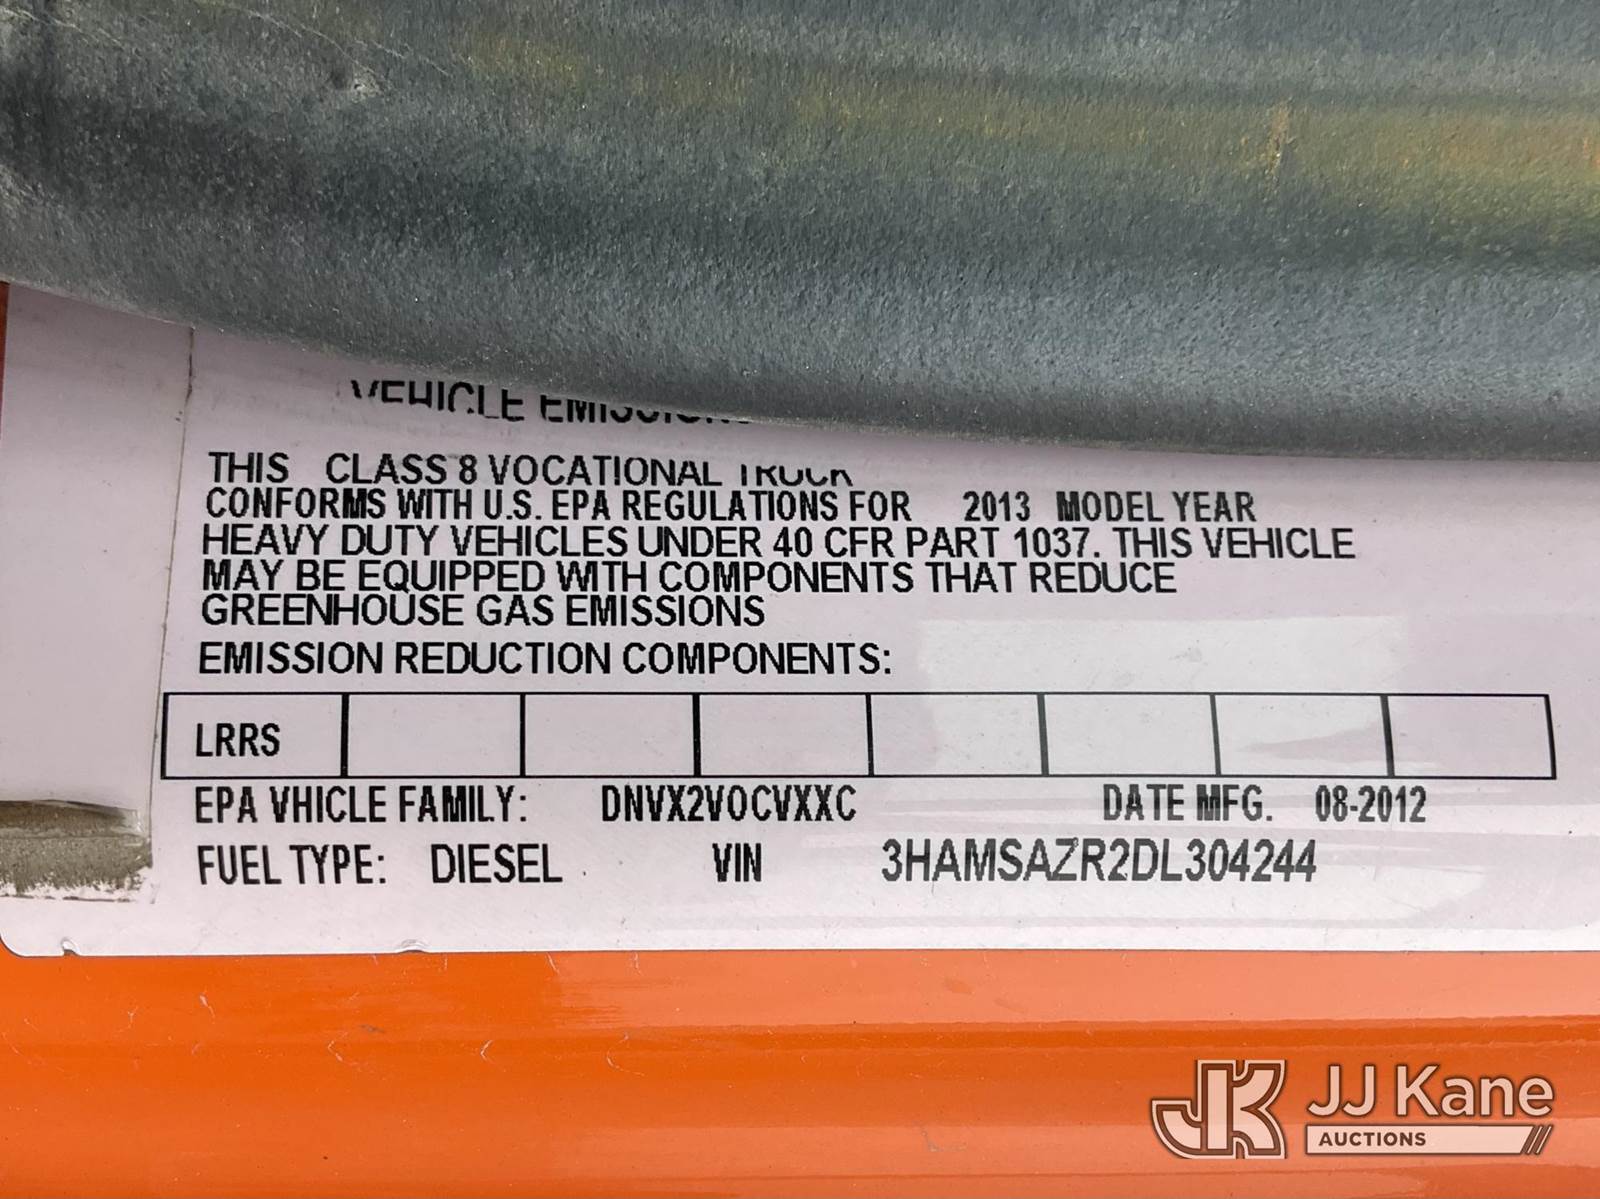 VEHICLE EMISSIONS
THIS CLASS 8 VOCATIONAL TRUCK
CONFORMS WITH U.S. EPA REGULATIONS FOR 2013 MODEL YEAR
HEAVY DUTY VEHICLES UNDER 40 CFR PART 1037. THIS VEHICLE
MAY BE EQUIPPED WITH COMPONENTS THAT REDUCE
GREENHOUSE GAS EMISSIONS
EMISSION REDUCTION COMPONENTS:
LRRS
EPA VHICLE FAMILY: DNVX2VOCVXXC DATE MFG. 08-2012
FUEL TYPE: DIESEL VIN 3HAMSAZR2DL304244
JK JJ Kane
AUCTIONS